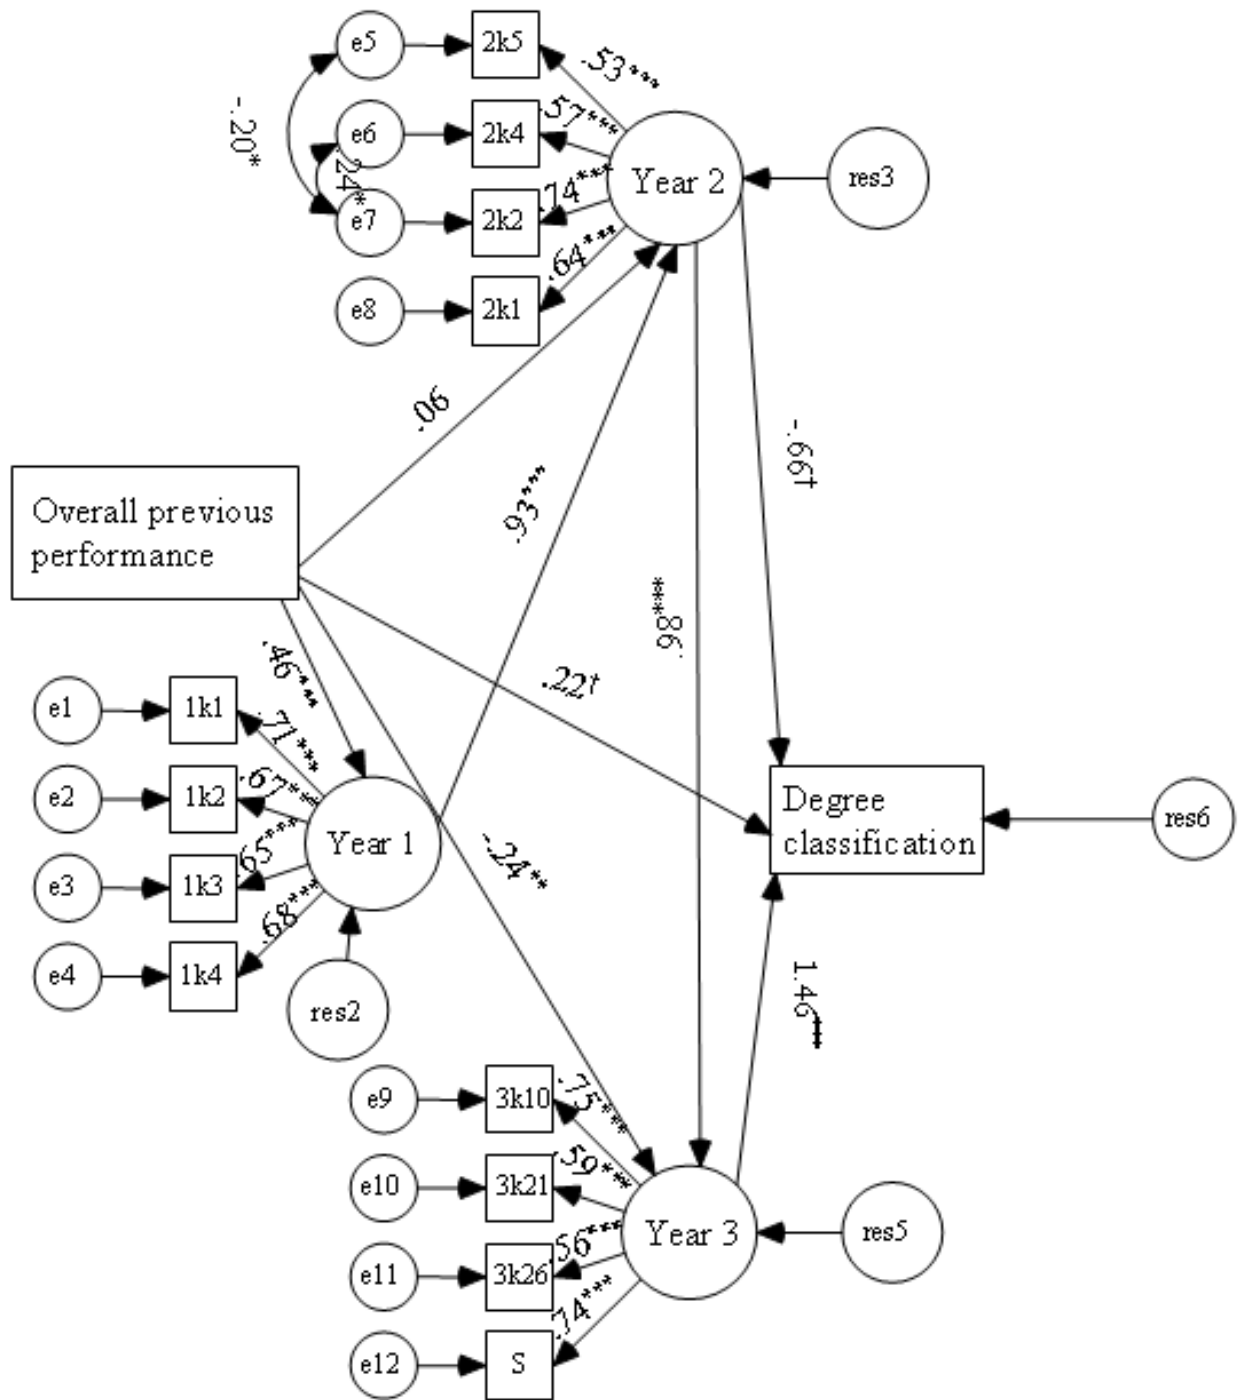 e5
2k5
.53***
-.20*
e6
2k4
.57***
.24*
e7
2k2
.74***
e8
2k1
.64***
Year 2
res3
.06
.93***
-.66†
***
Overall previous
performance
.46***
.22†
-.24**
e1
1k1
.71***
e2
1k2
.67***
e3
1k3
.65***
e4
1k4
.68***
Year 1
res2
Degree
classification
res6
1.46***
e9
3k10
.75***
e10
3k21
.59***
e11
3k26
.56***
e12
S
.74***
Year 3
res5